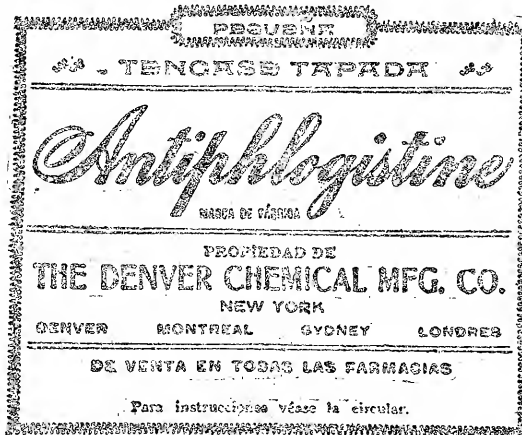 PEQUEÑA
TENGASE TAPADA
Antiphlogistine
MARCA DE FÁBRICA
PROPIEDAD DE
THE DENVER CHEMICAL MFG. CO.
NEW YORK
DENVER MONTREAL SYDNEY LONDRES
DE VENTA EN TODAS LAS FARMACIAS
Para instrucciones véase la circular.